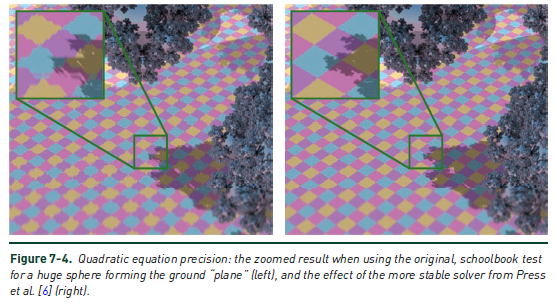 Figure 7-4. Quadratic equation precision: the zoomed result when using the original, schoolbook test
for a huge sphere forming the ground “plane” (left), and the effect of the more stable solver from Press
et al. [6] (right).